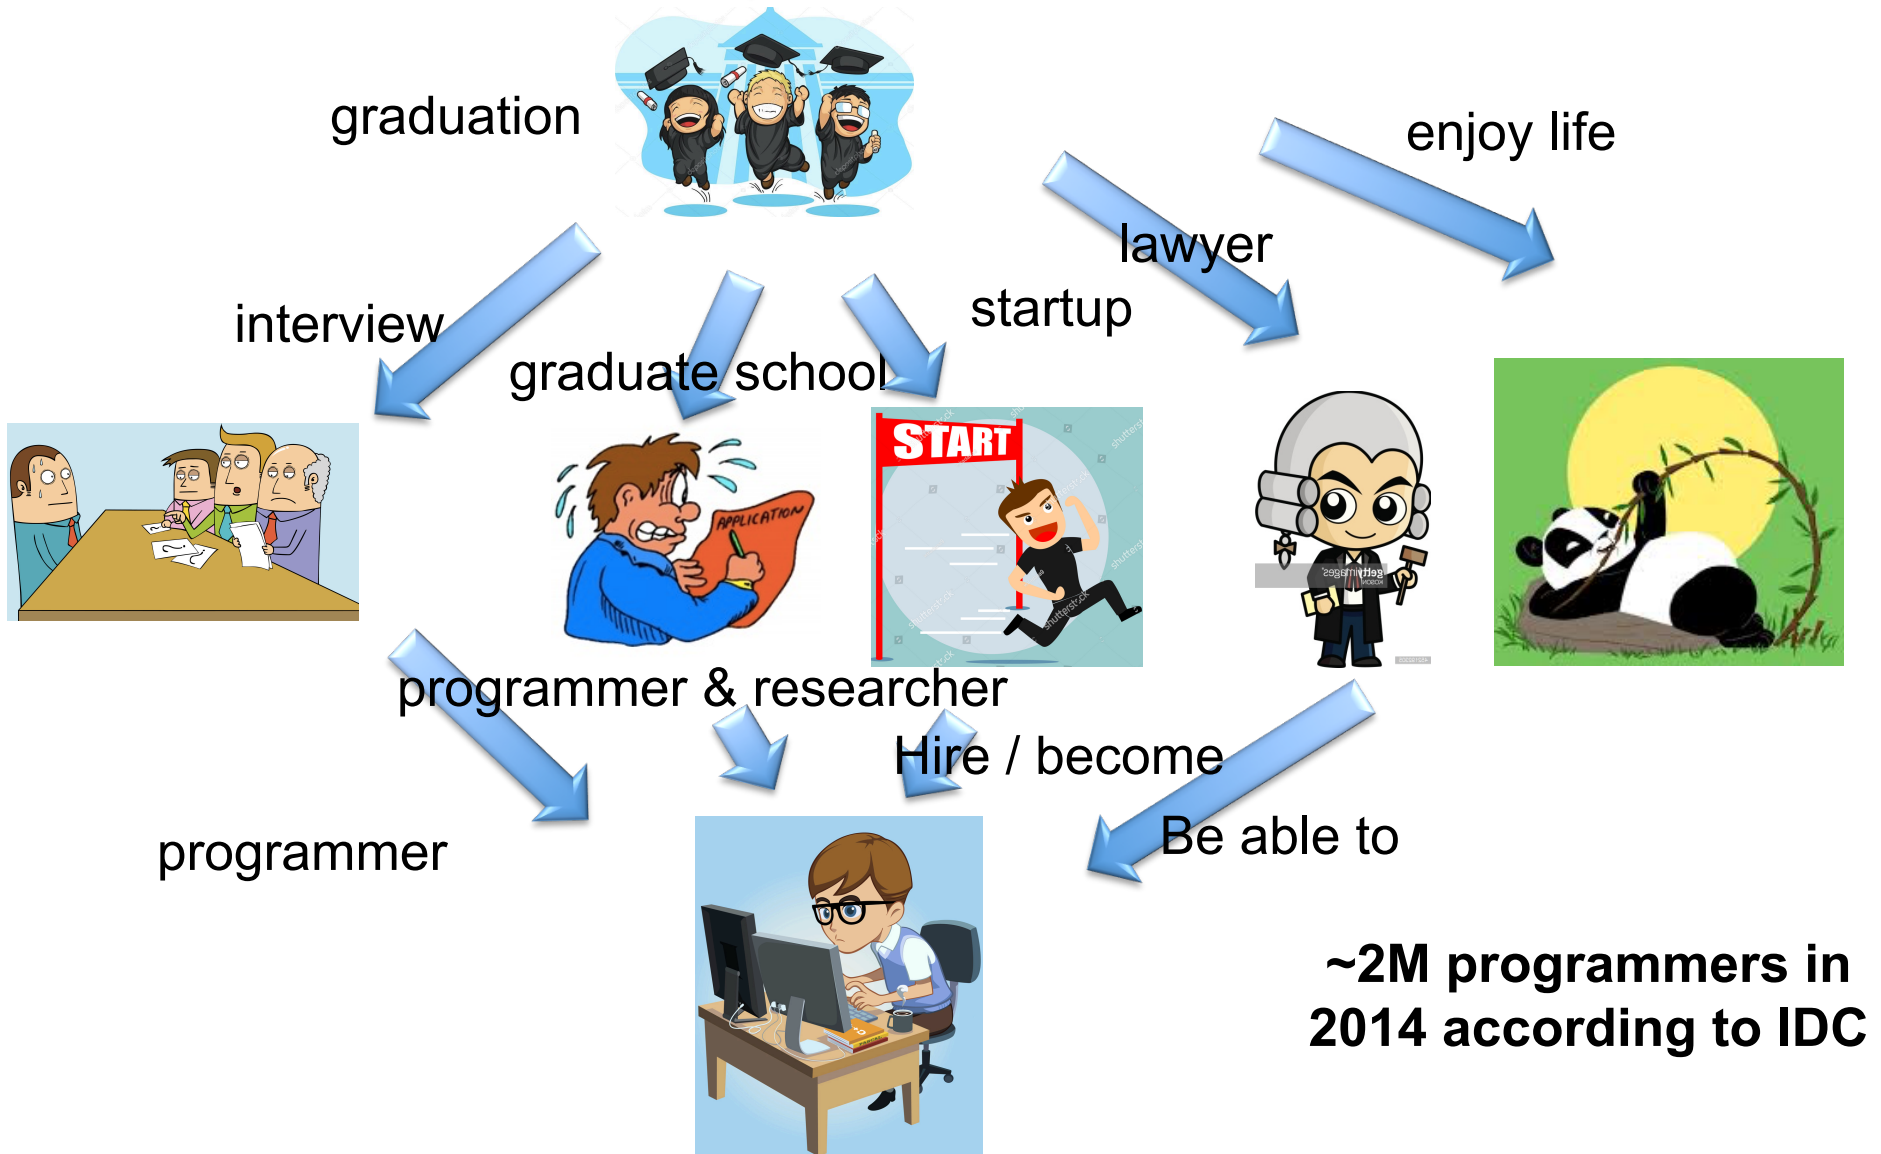 graduation
enjoy life
lawyer
startup
interview
graduate school
START
APPLICATION
gettyimages
programmer & researcher
Hire / become
Be able to
programmer
~2M programmers in
2014 according to IDC